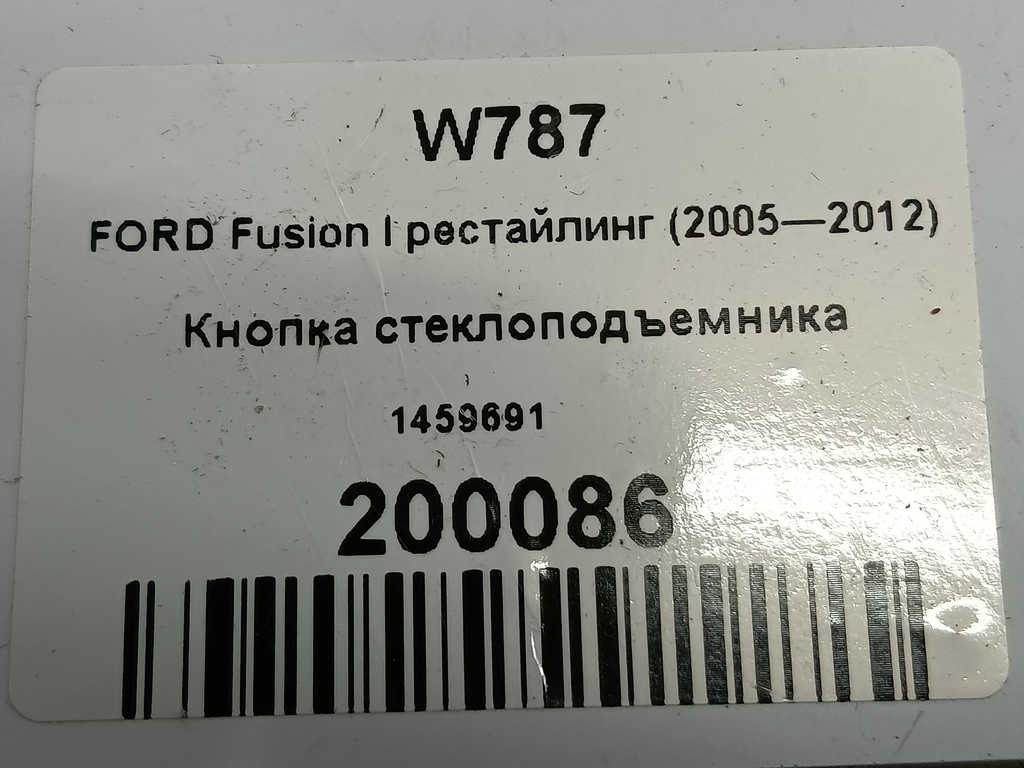 W787
FORD Fusion I рестайлинг (2005—2012)
Кнопка стеклоподъемника
1459691
200086